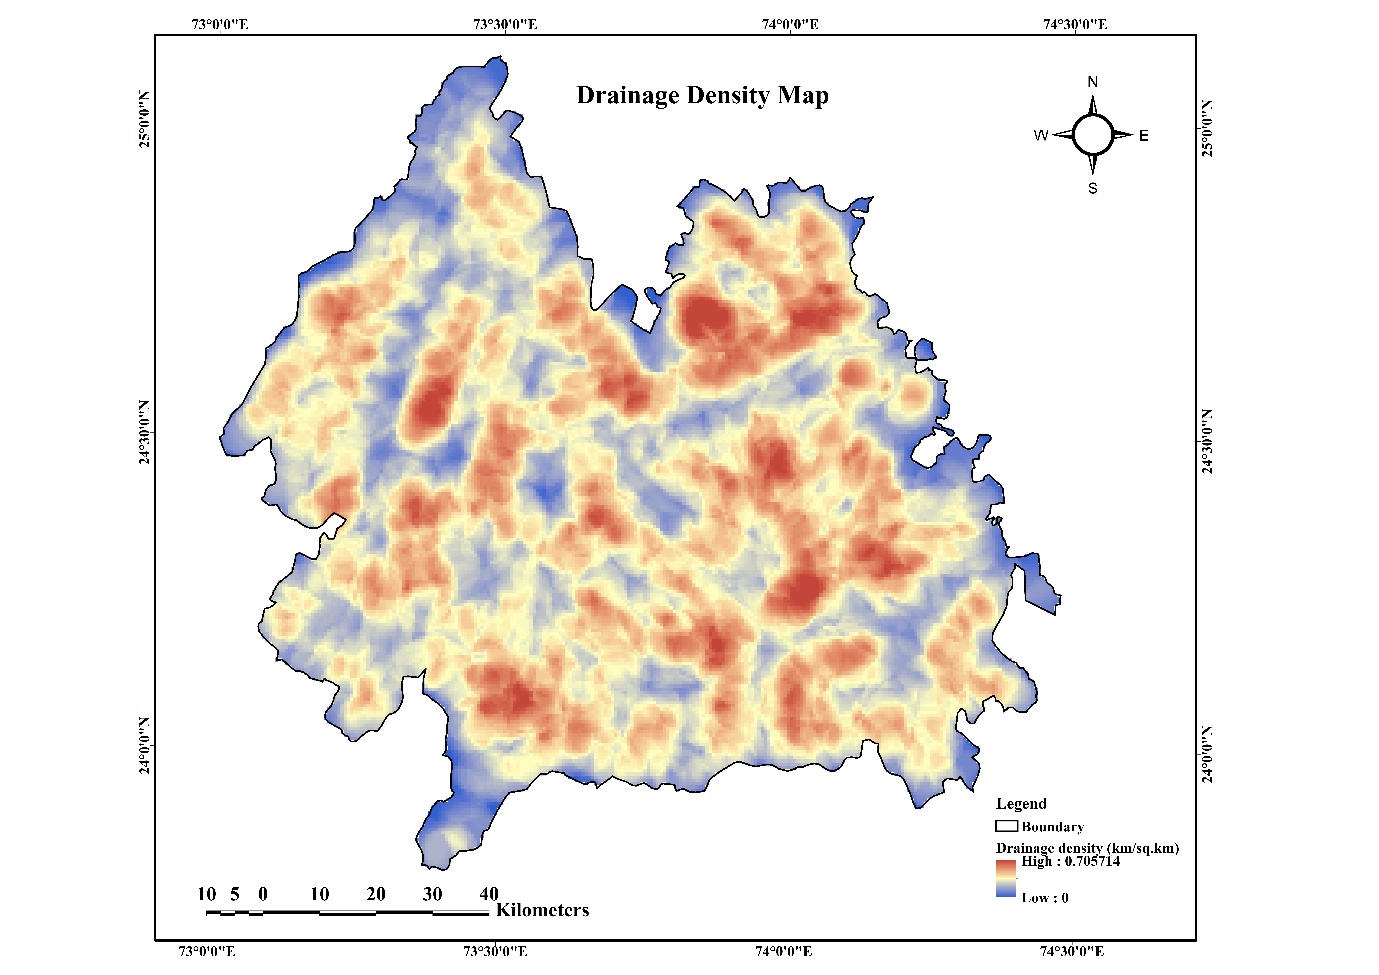 73°0'0"E 73°30'0"E 74°0'0"E 74°30'0"E
Drainage Density Map
N
W E
S
25°0'0"N 25°0'0"N
24°30'0"N 24°30'0"N
24°0'0"N 24°0'0"N
Legend
Boundary
Drainage density (km/sq.km)
High : 0.705714
Low : 0
10 5 0 10 20 30 40
Kilometers
73°0'0"E 73°30'0"E 74°0'0"E 74°30'0"E